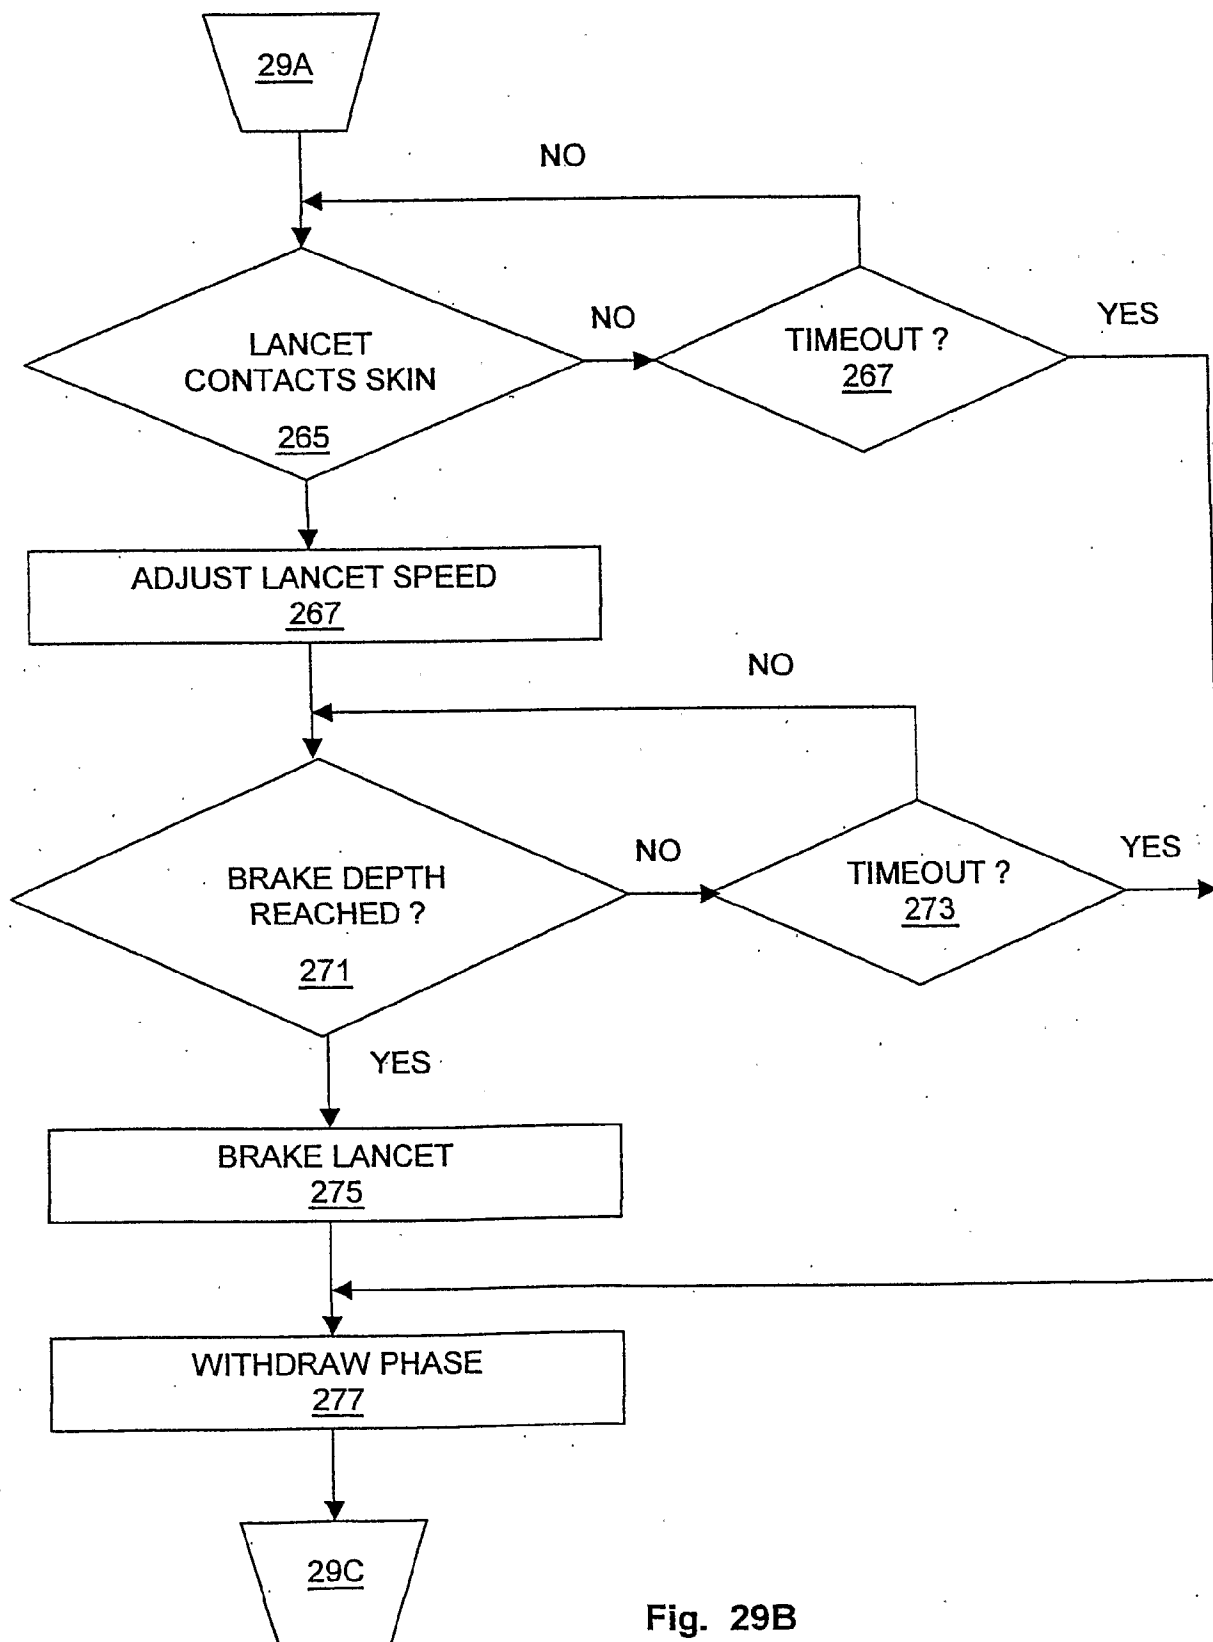 29A
NO
LANCET
CONTACTS SKIN
265
NO
TIMEOUT ?
267
YES
ADJUST LANCET SPEED
267
NO
BRAKE DEPTH
REACHED ?
271
NO
TIMEOUT ?
273
YES
YES
BRAKE LANCET
275
WITHDRAW PHASE
277
29C
Fig. 29B